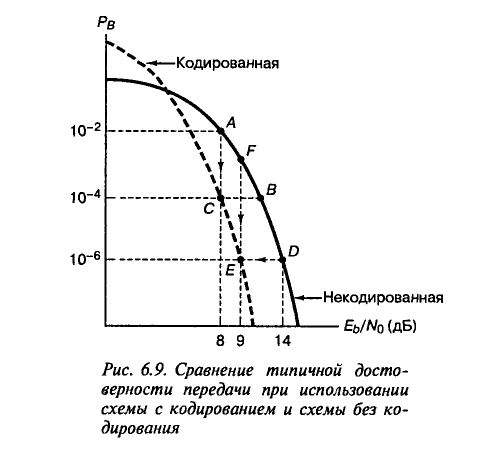 P_B
Кодированная
10^-2
A
F
10^-4
C
B
10^-6
E
D
Некодированная
E_b/N_0 (дБ)
8 9 14
Рис. 6.9. Сравнение типичной досто-
верности передачи при использовании
схемы с кодированием и схемы без ко-
дирования